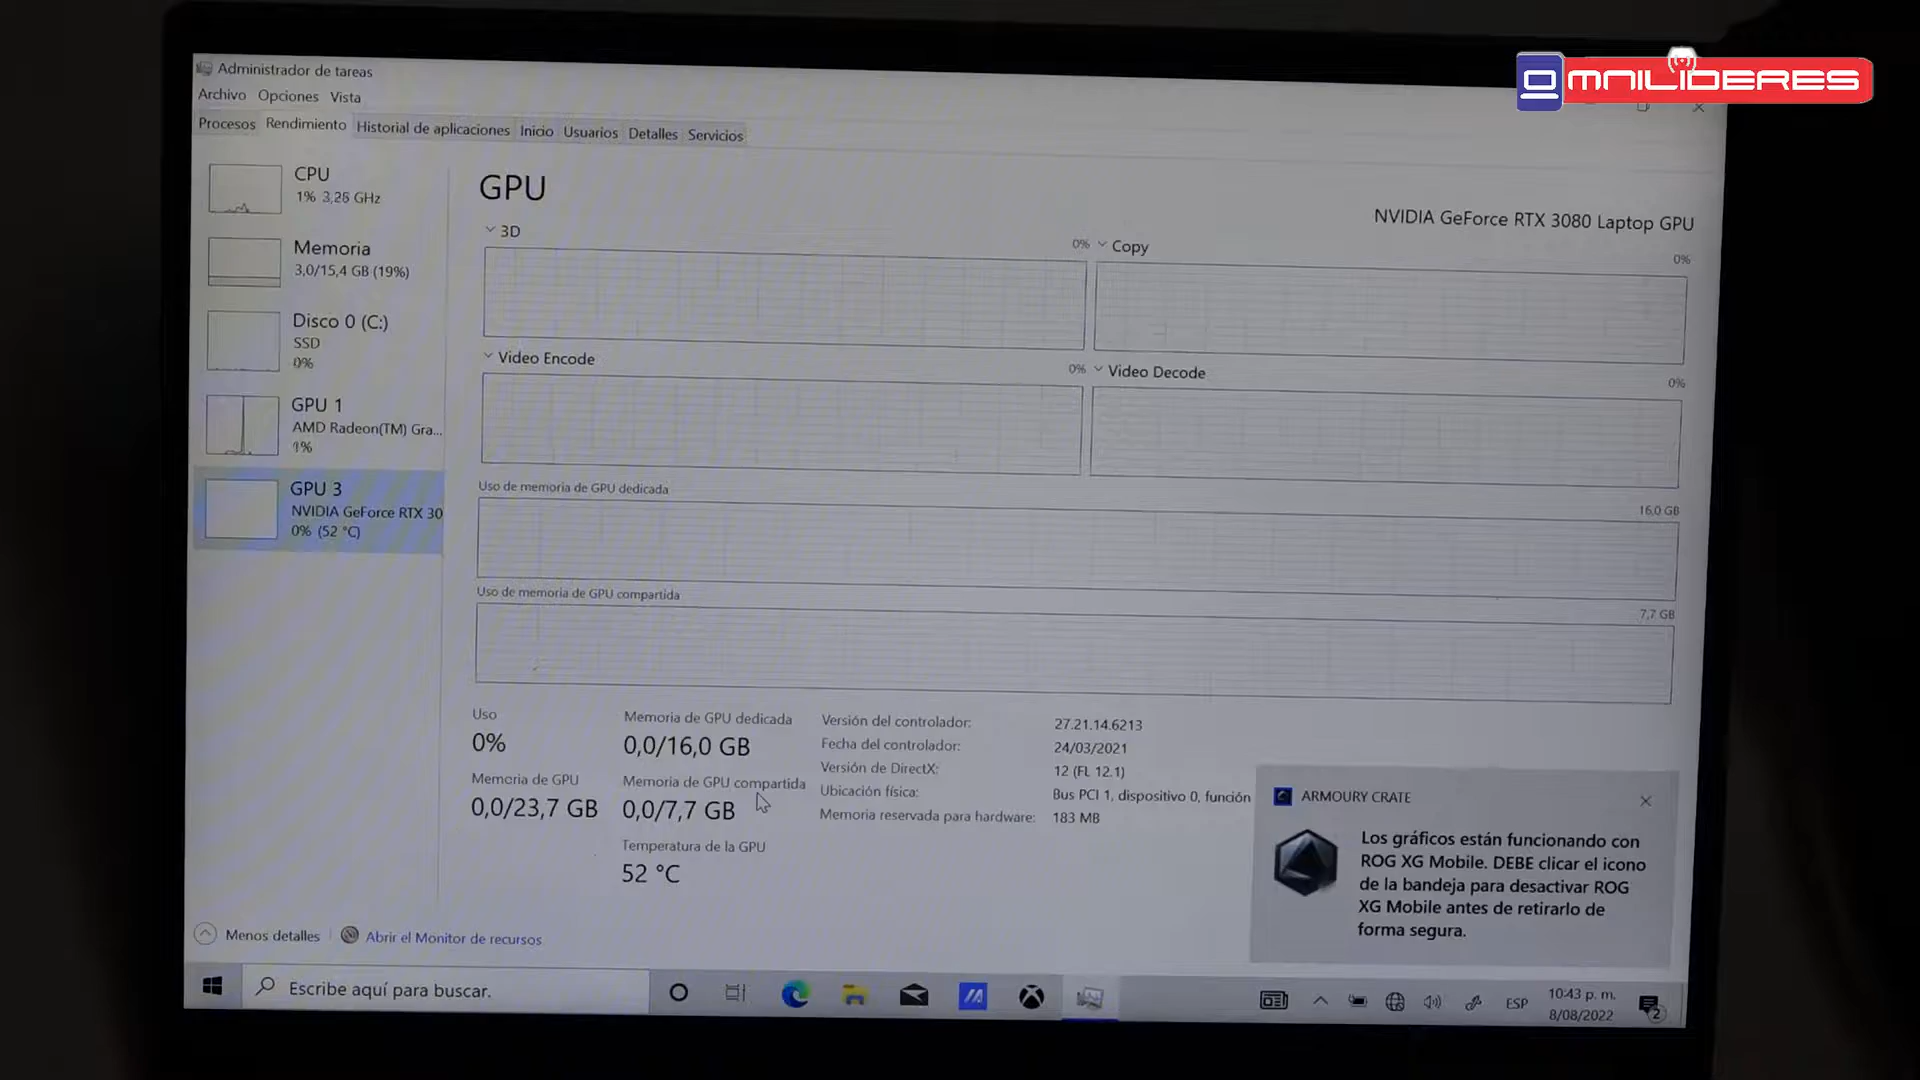 OMNILIDERES
Administrador de tareas
Archivo Opciones Vista
Procesos Rendimiento Historial de aplicaciones Inicio Usuarios Detalles Servicios
CPU
1% 3,28 GHz
Memoria
3,0/15,4 GB (19%)
Disco 0 (C:)
SSD
0%
GPU 1
AMD Radeon(TM) Gra...
1%
GPU 3
NVIDIA GeForce RTX 30
0% (52 °C)
GPU
NVIDIA GeForce RTX 3080 Laptop GPU
3D 0%
Copy 0%
Video Encode 0%
Video Decode 0%
Uso de memoria de GPU dedicada 16,0 GB
Uso de memoria de GPU compartida 7,7 GB
Uso
0%
Memoria de GPU
0,0/23,7 GB
Memoria de GPU dedicada
0,0/16,0 GB
Memoria de GPU compartida
0,0/7,7 GB
Temperatura de la GPU
52 °C
Versión del controlador: 27.21.14.6213
Fecha del controlador: 24/03/2021
Versión de DirectX: 12 (FL 12.1)
Ubicación física: Bus PCI 1, dispositivo 0, función
Memoria reservada para hardware: 183 MB
ARMOURY CRATE
Los gráficos están funcionando con
ROG XG Mobile. DEBE clicar el icono
de la bandeja para desactivar ROG
XG Mobile antes de retirarlo de
forma segura.
Menos detalles Abrir el Monitor de recursos
Escribe aquí para buscar.
ESP
10:43 p. m.
8/08/2022
2